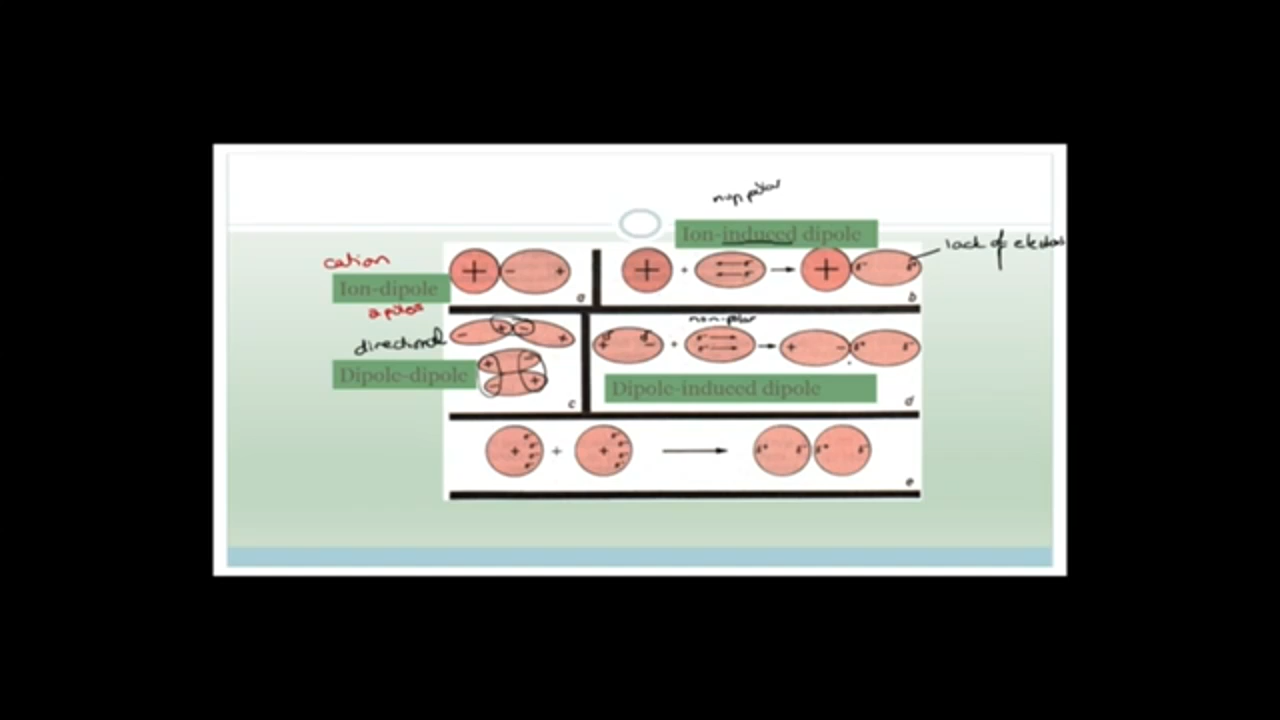 non polar
Ion-induced dipole
lack of electrons
cation
Ion-dipole
+
+
-
+
a
+
+
+
δ-
δ+
b
directional
Dipole-dipole
-
+
-
+
+
-
-
+
c
non-polar
+
-
+
+
-
δ+
δ-
Dipole-induced dipole
d
+
+
+
δ+
δ-
δ+
δ-
e